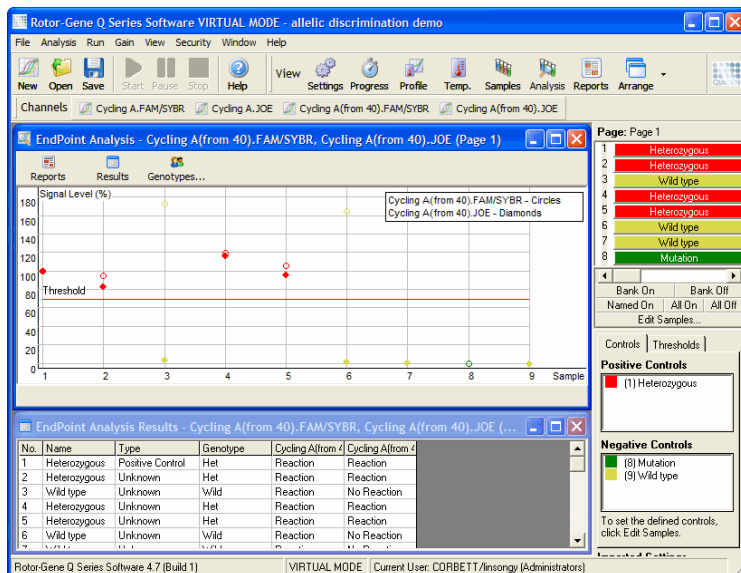 Rotor-Gene Q Series Software VIRTUAL MODE - allelic discrimination demo
File Analysis Run Gain View Security Window Help
New Open Save Start Pause Stop Help View Settings Progress Profile Temp. Samples Analysis Reports Arrange
QIAGEN
Channels Cycling A.FAM/SYBR Cycling A.JOE Cycling A(from 40).FAM/SYBR Cycling A(from 40).JOE
EndPoint Analysis - Cycling A(from 40).FAM/SYBR, Cycling A(from 40).JOE (Page 1)
Reports Results Genotypes...
Signal Level (%)
Cycling A(from 40).FAM/SYBR - Circles
Cycling A(from 40).JOE - Diamonds
180
160
140
120
100
80
60
40
20
0
Threshold
1 2 3 4 5 6 7 8 9 Sample
Page: Page 1
1 Heterozygous
2 Heterozygous
3 Wild type
4 Heterozygous
5 Heterozygous
6 Wild type
7 Wild type
8 Mutation
Bank On Bank Off
Named On All On All Off
Edit Samples...
Controls Thresholds
Positive Controls
(1) Heterozygous
Negative Controls
(8) Mutation
(9) Wild type
To set the defined controls,
click Edit Samples.
EndPoint Analysis Results - Cycling A(from 40).FAM/SYBR, Cycling A(from 40).JOE (...
No. Name Type Genotype Cycling A(from 4 Cycling A(from 4
1 Heterozygous Positive Control Het Reaction Reaction
2 Heterozygous Unknown Het Reaction Reaction
3 Wild type Unknown Wild Reaction No Reaction
4 Heterozygous Unknown Het Reaction Reaction
5 Heterozygous Unknown Het Reaction Reaction
6 Wild type Unknown Wild Reaction No Reaction
Rotor-Gene Q Series Software 4.7 (Build 1) VIRTUAL MODE Current User: CORBETT/linsongy (Administrators)